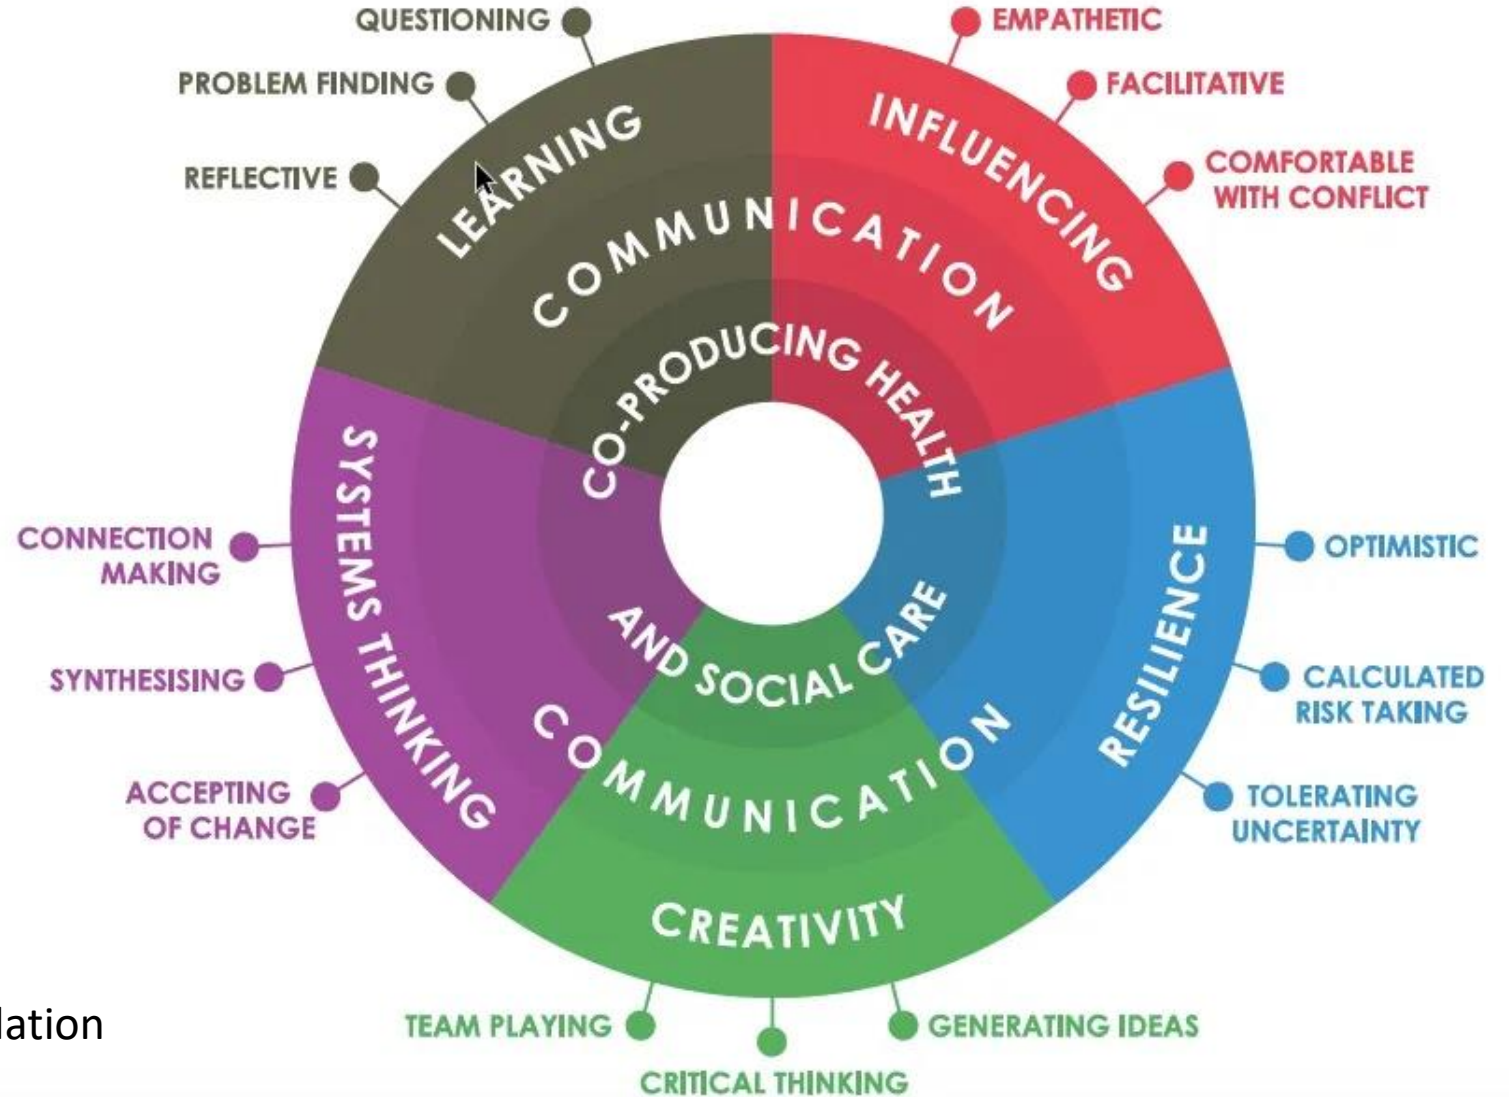 QUESTIONING
PROBLEM FINDING
REFLECTIVE
EMPATHETIC
FACILITATIVE
COMFORTABLE
WITH CONFLICT
LEARNING
INFLUENCING
COMMUNICATION
CO-PRODUCING HEALTH
AND SOCIAL CARE
COMMUNICATION
SYSTEMS THINKING
RESILIENCE
CREATIVITY
CONNECTION
MAKING
SYNTHESISING
ACCEPTING
OF CHANGE
OPTIMISTIC
CALCULATED
RISK TAKING
TOLERATING
UNCERTAINTY
TEAM PLAYING
CRITICAL THINKING
GENERATING IDEAS